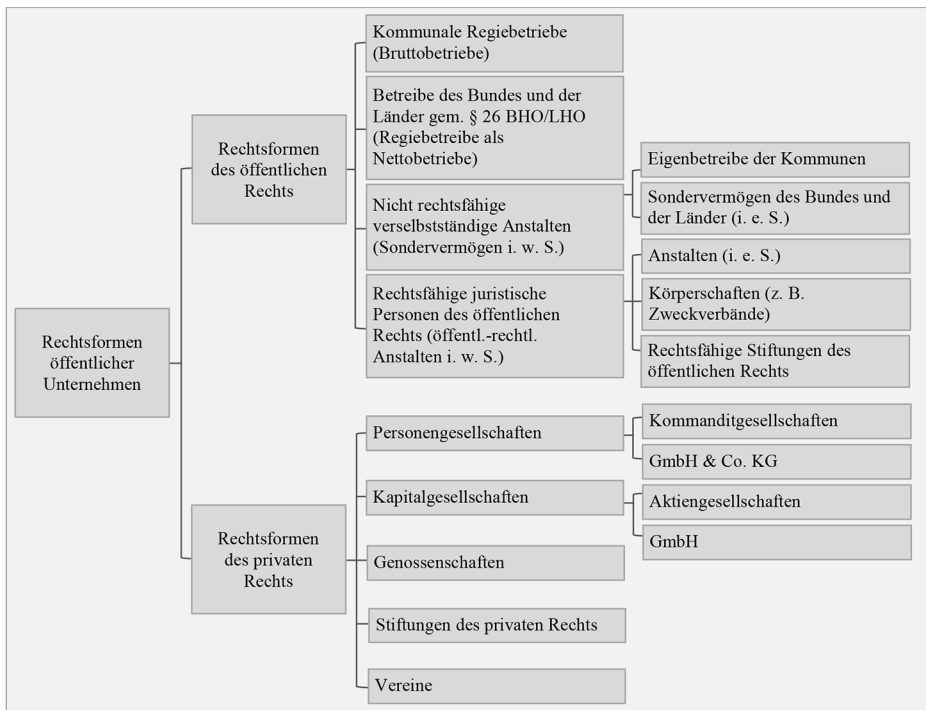 Rechtsformen
öffentlicher
Unternehmen
Rechtsformen
des öffentlichen
Rechts
Kommunale Regiebetriebe
(Bruttobetriebe)
Betreibe des Bundes und der
Länder gem. § 26 BHO/LHO
(Regiebetreibe als
Nettobetriebe)
Nicht rechtsfähige
verselbstständige Anstalten
(Sondervermögen i. w. S.)
Eigenbetreibe der Kommunen
Sondervermögen des Bundes und
der Länder (i. e. S.)
Rechtsfähige juristische
Personen des öffentlichen
Rechts (öffentl.-rechtl.
Anstalten i. w. S.)
Anstalten (i. e. S.)
Körperschaften (z. B.
Zweckverbände)
Rechtsfähige Stiftungen des
öffentlichen Rechts
Rechtsformen
des privaten
Rechts
Personengesellschaften
Kommanditgesellschaften
GmbH & Co. KG
Kapitalgesellschaften
Aktiengesellschaften
GmbH
Genossenschaften
Stiftungen des privaten Rechts
Vereine